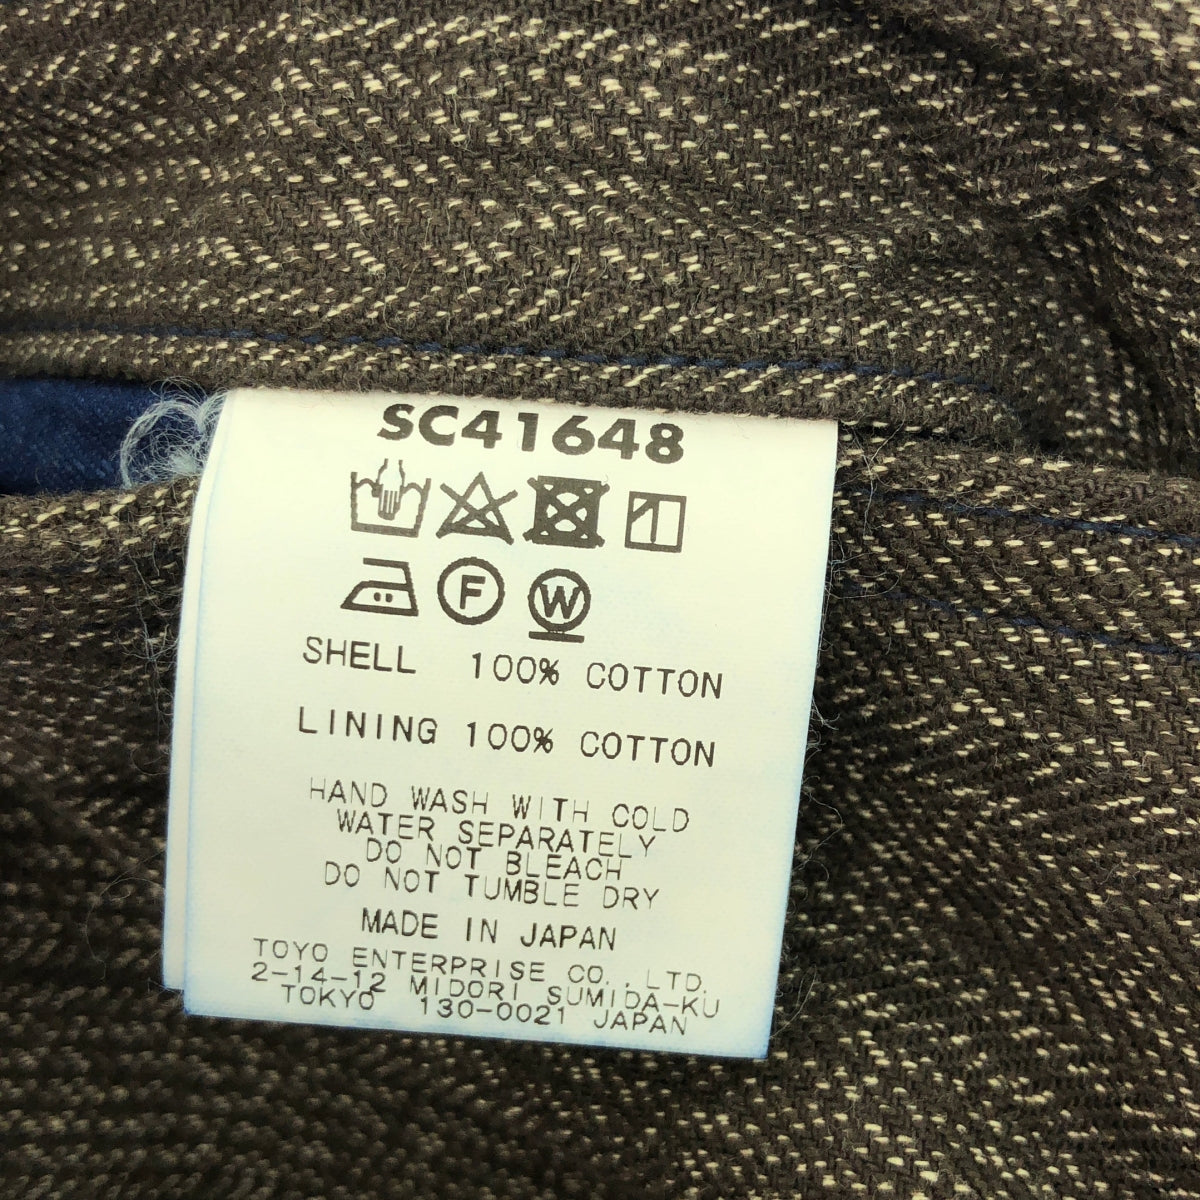 SC41648
F W
SHELL 100% COTTON
LINING 100% COTTON
HAND WASH WITH COLD
WATER SEPARATELY
DO NOT BLEACH
DO NOT TUMBLE DRY
MADE IN JAPAN
TOYO ENTERPRISE CO.,LTD.
2-14-12 MIDORI SUMIDA-KU
TOKYO 130-0021 JAPAN